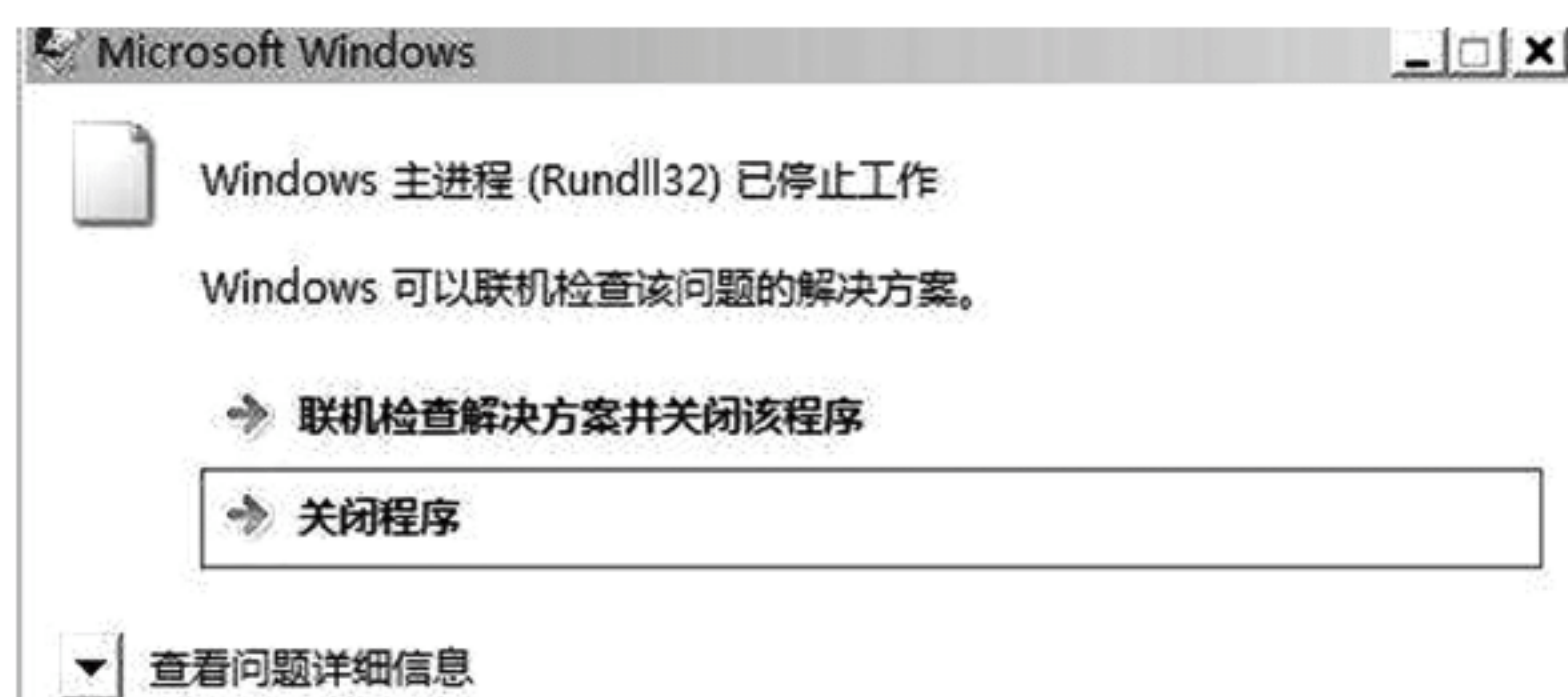 Microsoft Windows
Windows 主进程 (Rundll32) 已停止工作
Windows 可以联机检查该问题的解决方案。
联机检查解决方案并关闭该程序
关闭程序
查看问题详细信息